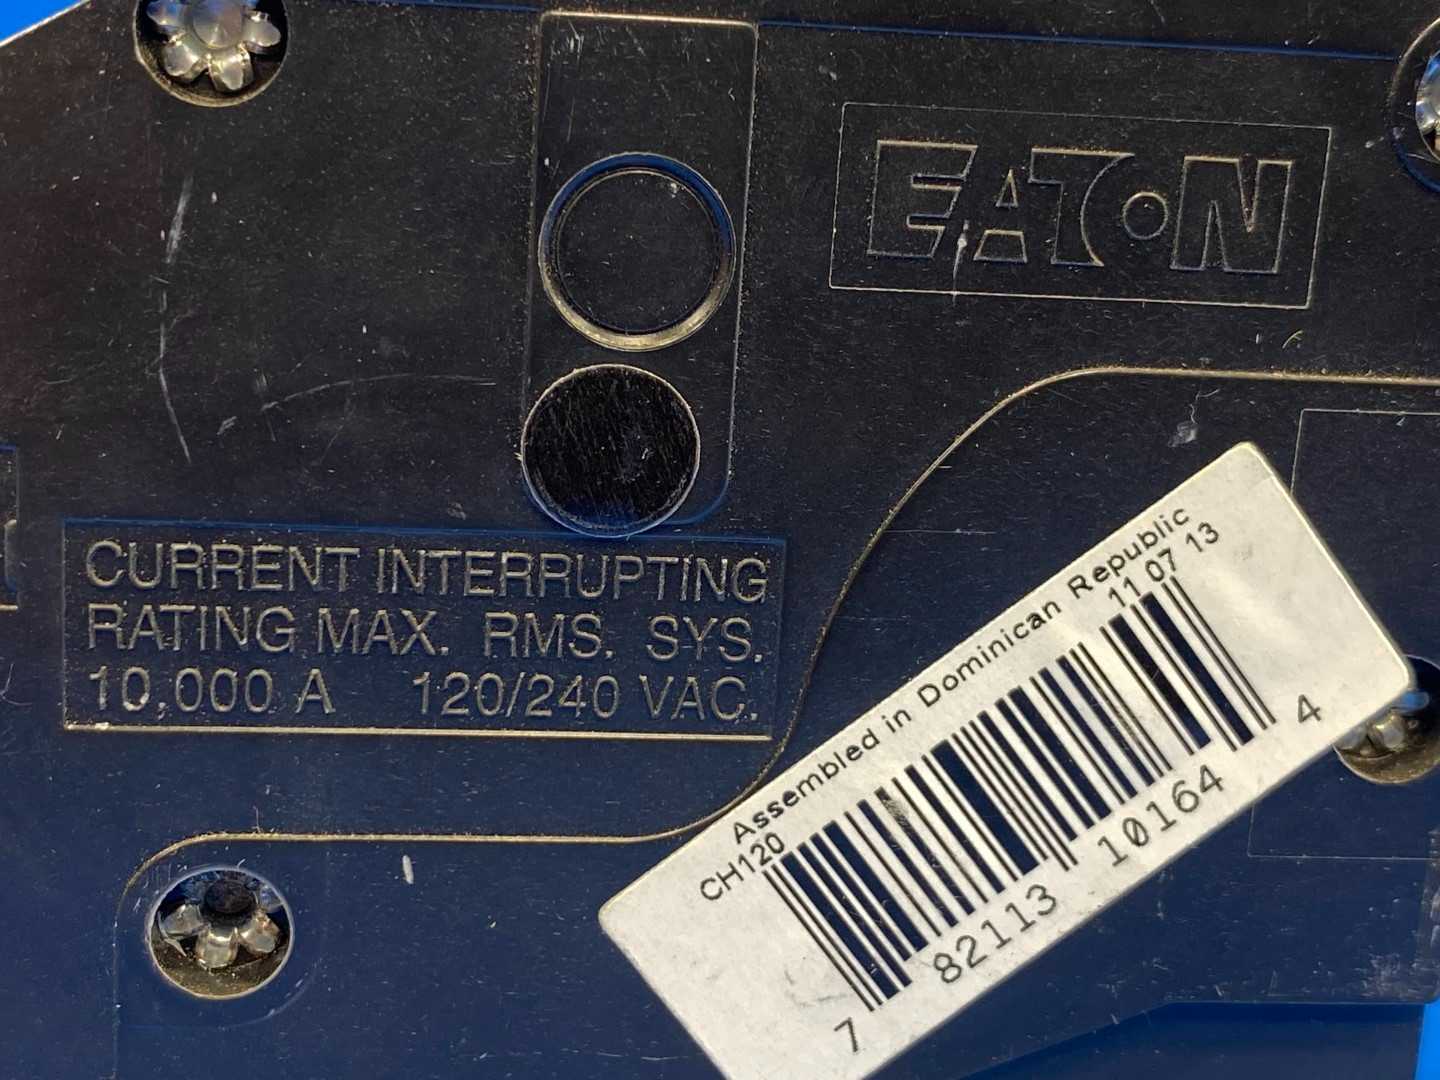 EATON
CURRENT INTERRUPTING
RATING MAX. RMS. SYS.
10,000 A 120/240 VAC.
Assembled in Dominican Republic
CH120 11 07 13
7 82113 10164 4